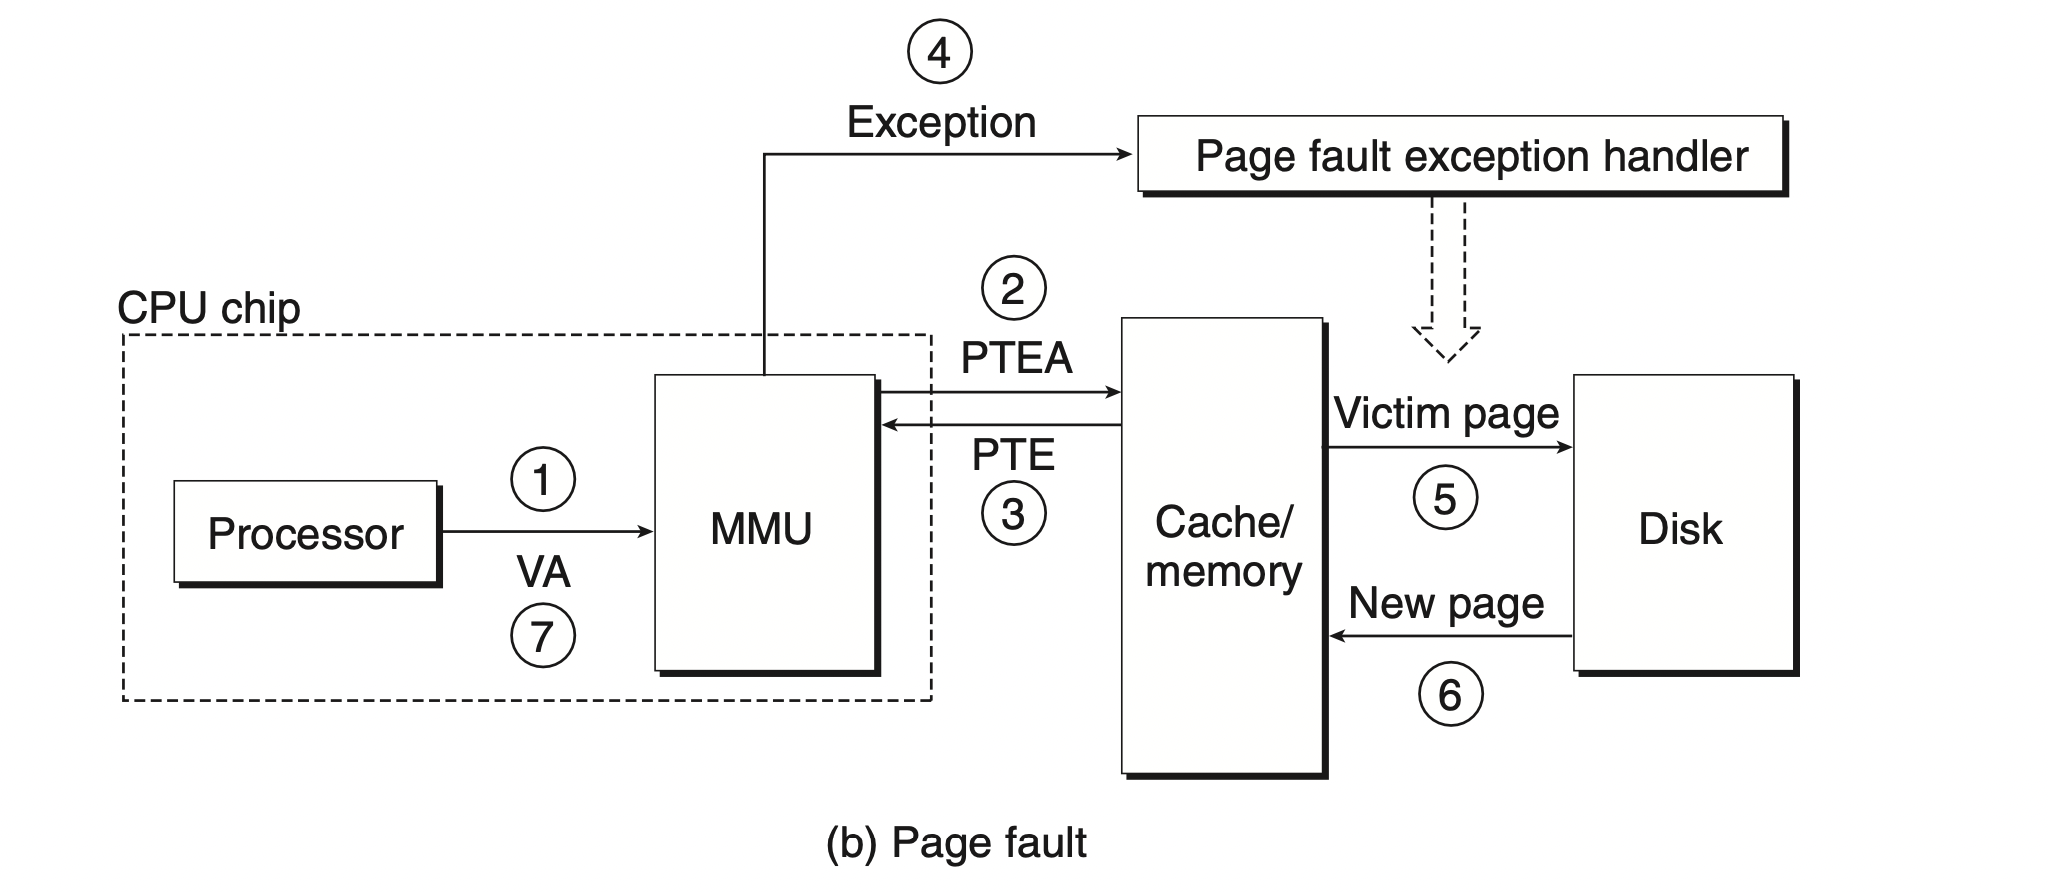 4
Exception
Page fault exception handler
2
CPU chip
PTEA
Victim page
PTE
1
3
5
Processor
MMU
Cache/
memory
Disk
VA
New page
7
6
(b) Page fault